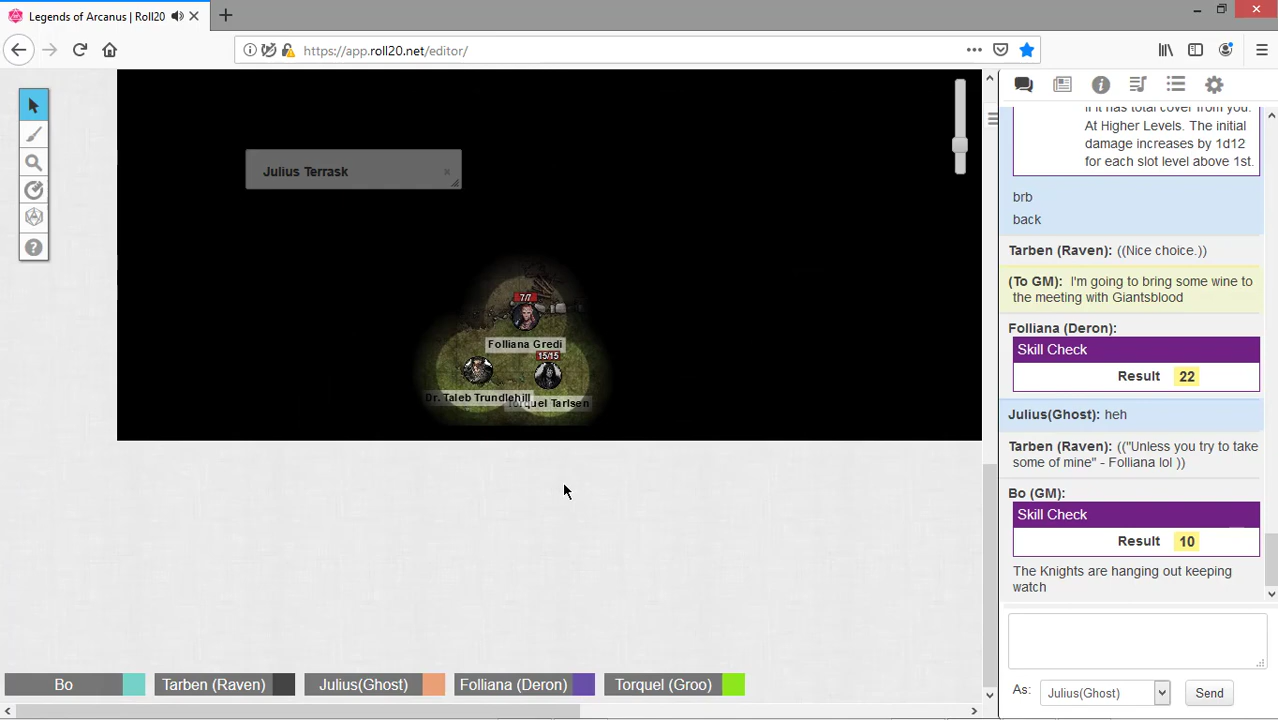 Legends of Arcanus | Roll20
https://app.roll20.net/editor/
Julius Terrask
7/7
Folliana Gredi
15/15
Dr. Taleb Trundlehill
Torquel Tarlsen
if it has total cover from you.
At Higher Levels. The initial
damage increases by 1d12
for each slot level above 1st.
brb
back
Tarben (Raven): ((Nice choice.))
(To GM): I'm going to bring some wine to
the meeting with Giantsblood
Folliana (Deron):
Skill Check
Result 22
Julius(Ghost): heh
Tarben (Raven): (("Unless you try to take
some of mine" - Folliana lol ))
Bo (GM):
Skill Check
Result 10
The Knights are hanging out keeping
watch
As: Julius(Ghost) Send
Bo
Tarben (Raven)
Julius(Ghost)
Folliana (Deron)
Torquel (Groo)